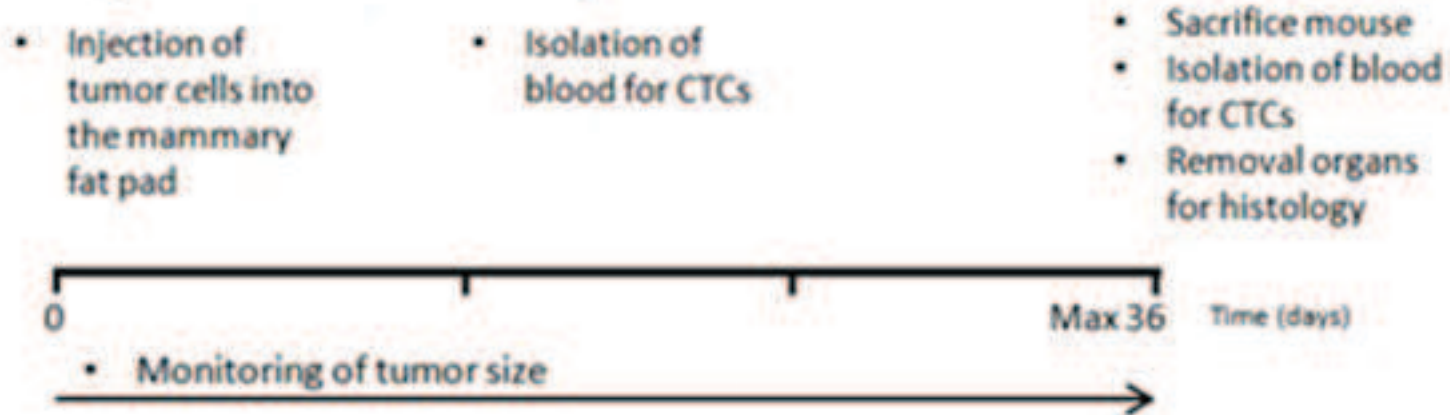 • Injection of
tumor cells into
the mammary
fat pad
• Isolation of
blood for CTCs
• Sacrifice mouse
• Isolation of blood
for CTCs
• Removal organs
for histology
0
Max 36
Time (days)
• Monitoring of tumor size